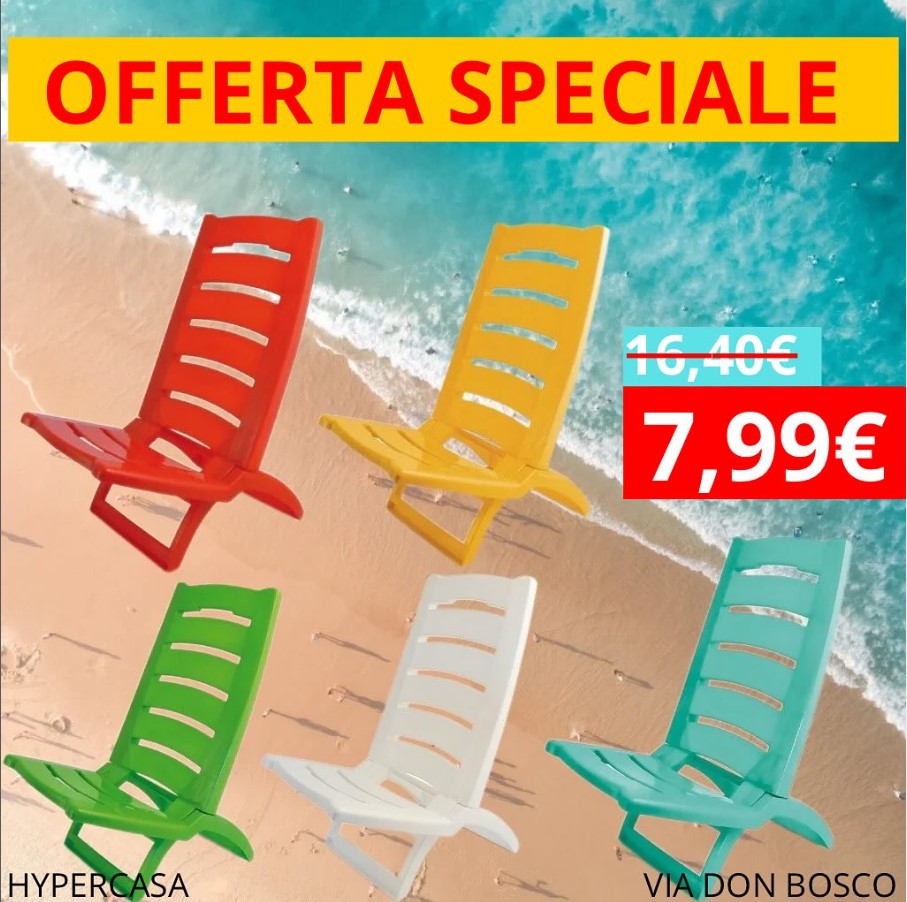 OFFERTA SPECIALE
16,40€
7,99€
HYPERCASA
VIA DON BOSCO